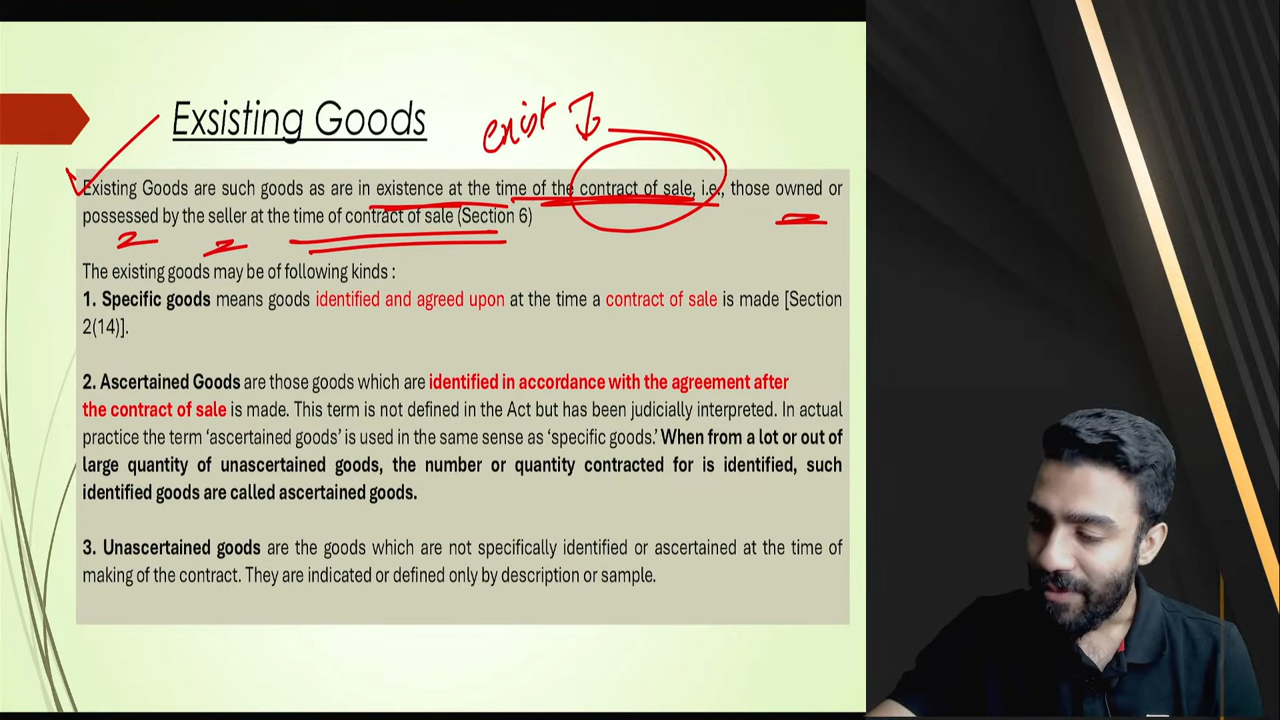 Exsisting Goods
exist
Existing Goods are such goods as are in existence at the time of the contract of sale, i.e., those owned or
possessed by the seller at the time of contract of sale (Section 6)
The existing goods may be of following kinds :
1. Specific goods means goods identified and agreed upon at the time a contract of sale is made [Section
2(14)].
2. Ascertained Goods are those goods which are identified in accordance with the agreement after
the contract of sale is made. This term is not defined in the Act but has been judicially interpreted. In actual
practice the term ‘ascertained goods’ is used in the same sense as ‘specific goods.’ When from a lot or out of
large quantity of unascertained goods, the number or quantity contracted for is identified, such
identified goods are called ascertained goods.
3. Unascertained goods are the goods which are not specifically identified or ascertained at the time of
making of the contract. They are indicated or defined only by description or sample.